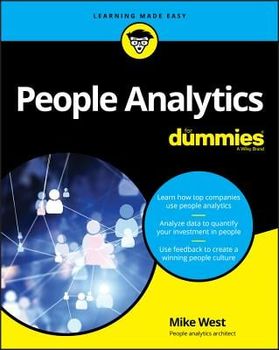 LEARNING MADE EASY
People Analytics
for
dummies
A Wiley Brand
Learn how top companies
use people analytics
Analyze data to quantify
your investment in people
Use feedback to create a
winning people culture
Mike West
People analytics architect